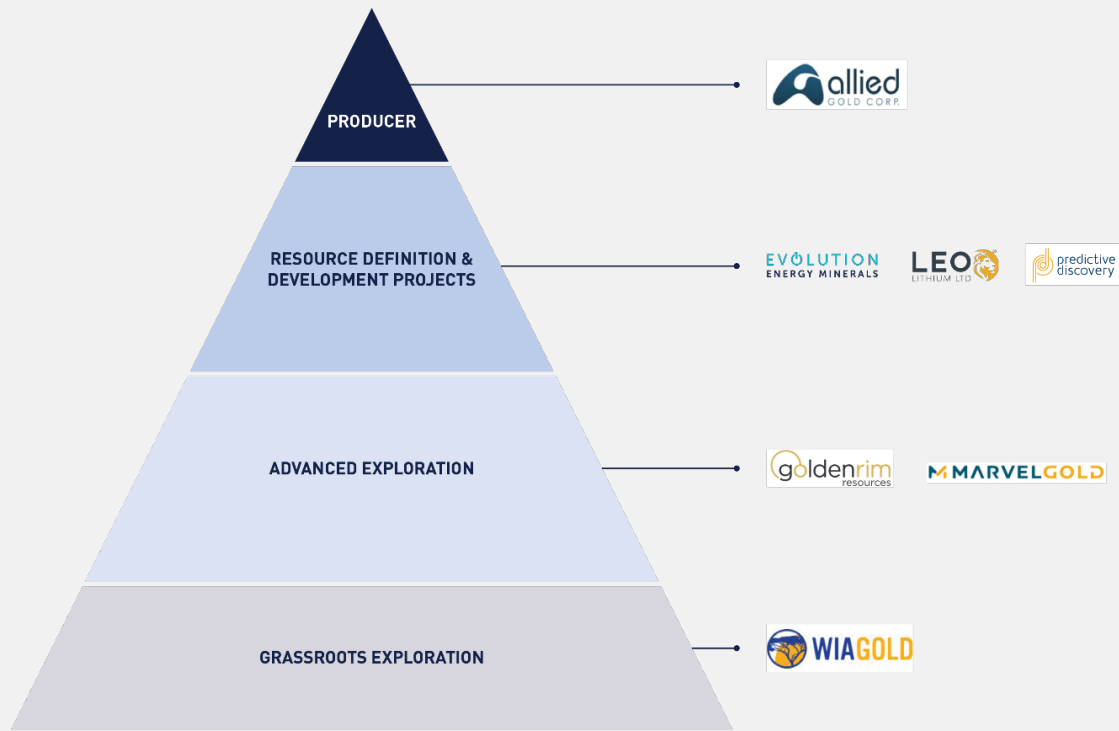 PRODUCER
allied
GOLD CORP.
RESOURCE DEFINITION &
DEVELOPMENT PROJECTS
EVOLUTION
ENERGY MINERALS
LEO
LITHIUM LTD
predictive
discovery
ADVANCED EXPLORATION
goldenrim
resources
MARVELGOLD
GRASSROOTS EXPLORATION
WIAGOLD